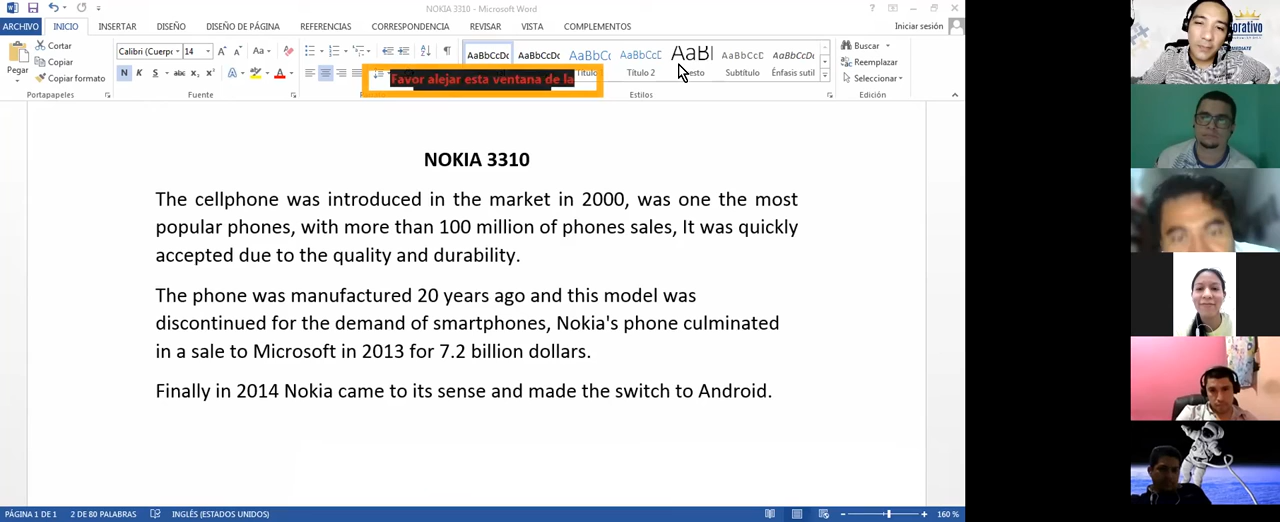 NOKIA 3310 - Microsoft Word
ARCHIVO INICIO INSERTAR DISEÑO DISEÑO DE PÁGINA REFERENCIAS CORRESPONDENCIA REVISAR VISTA COMPLEMENTOS Iniciar sesión
Pegar
Cortar
Copiar
Copiar formato
Portapapeles
Calibri (Cuerpo 14
N K S abc x₂ x²
Fuente
Favor alejar esta ventana de la
AaBbCcDc AaBbCcDc AaBbCc AaBbCcD AaBl AaBbCcD AaBbCcDc
Título 2 Subtítulo Énfasis sutil
Estilos
Buscar
Reemplazar
Seleccionar
Edición
NOKIA 3310
The cellphone was introduced in the market in 2000, was one the most
popular phones, with more than 100 million of phones sales, It was quickly
accepted due to the quality and durability.
The phone was manufactured 20 years ago and this model was
discontinued for the demand of smartphones, Nokia's phone culminated
in a sale to Microsoft in 2013 for 7.2 billion dollars.
Finally in 2014 Nokia came to its sense and made the switch to Android.
PÁGINA 1 DE 1 2 DE 80 PALABRAS INGLÉS (ESTADOS UNIDOS) 160 %